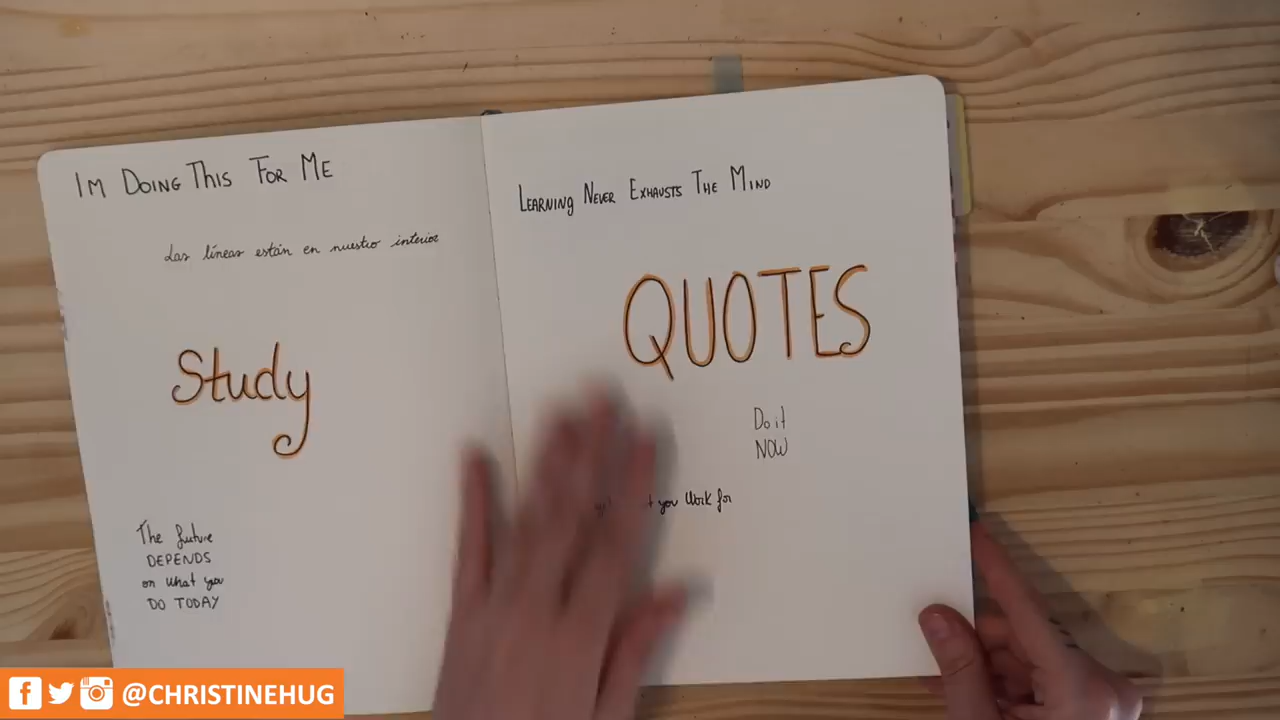 IM DOING THIS FOR ME
Las líneas están en nuestro interior
Study
The future
DEPENDS
on what you
DO TODAY
LEARNING NEVER EXHAUSTS THE MIND
QUOTES
Do it
NOW
you work for
@CHRISTINEHUG